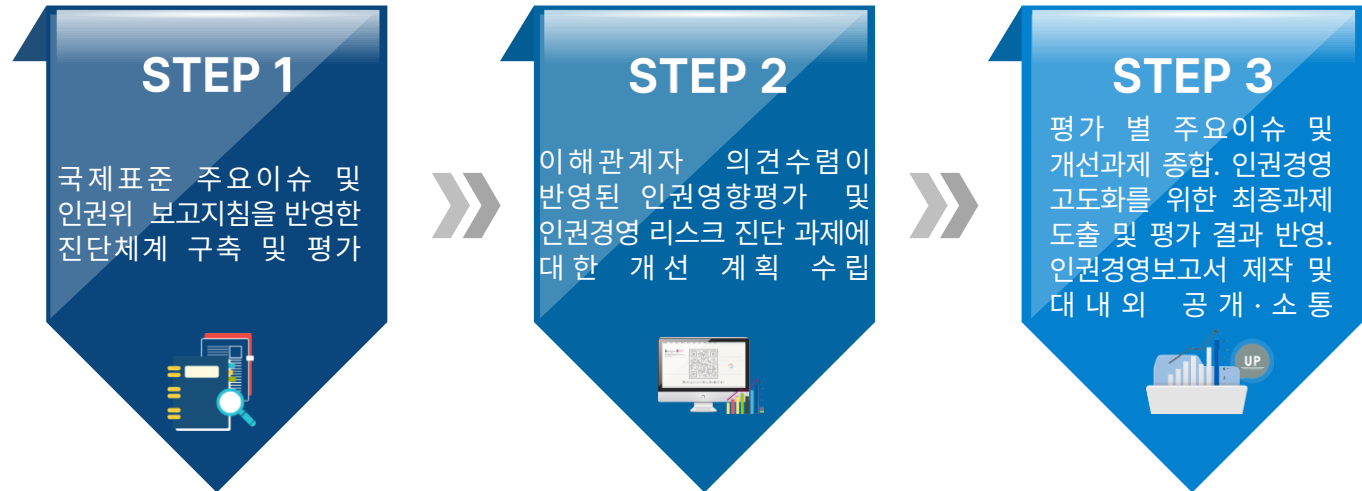 STEP 1
국제표준 주요이슈 및
인권위 보고지침을 반영한
진단체계 구축 및 평가
STEP 2
이해관계자 의견수렴이
반영된 인권영향평가 및
인권경영 리스크 진단 과제에
대한 개선 계획 수립
STEP 3
평가 별 주요이슈 및
개선과제 종합. 인권경영
고도화를 위한 최종과제
도출 및 평가 결과 반영.
인권경영보고서 제작 및
대내외 공개·소통
UP